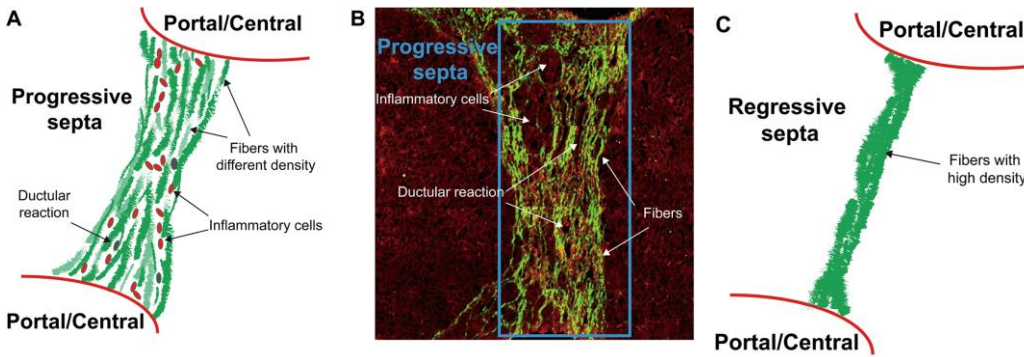 A
Portal/Central
Progressive
septa
Fibers with
different density
Ductular
reaction
Inflammatory cells
Portal/Central
B
Progressive
septa
Inflammatory cells
Ductular reaction
Fibers
C
Portal/Central
Regressive
septa
Fibers with
high density
Portal/Central